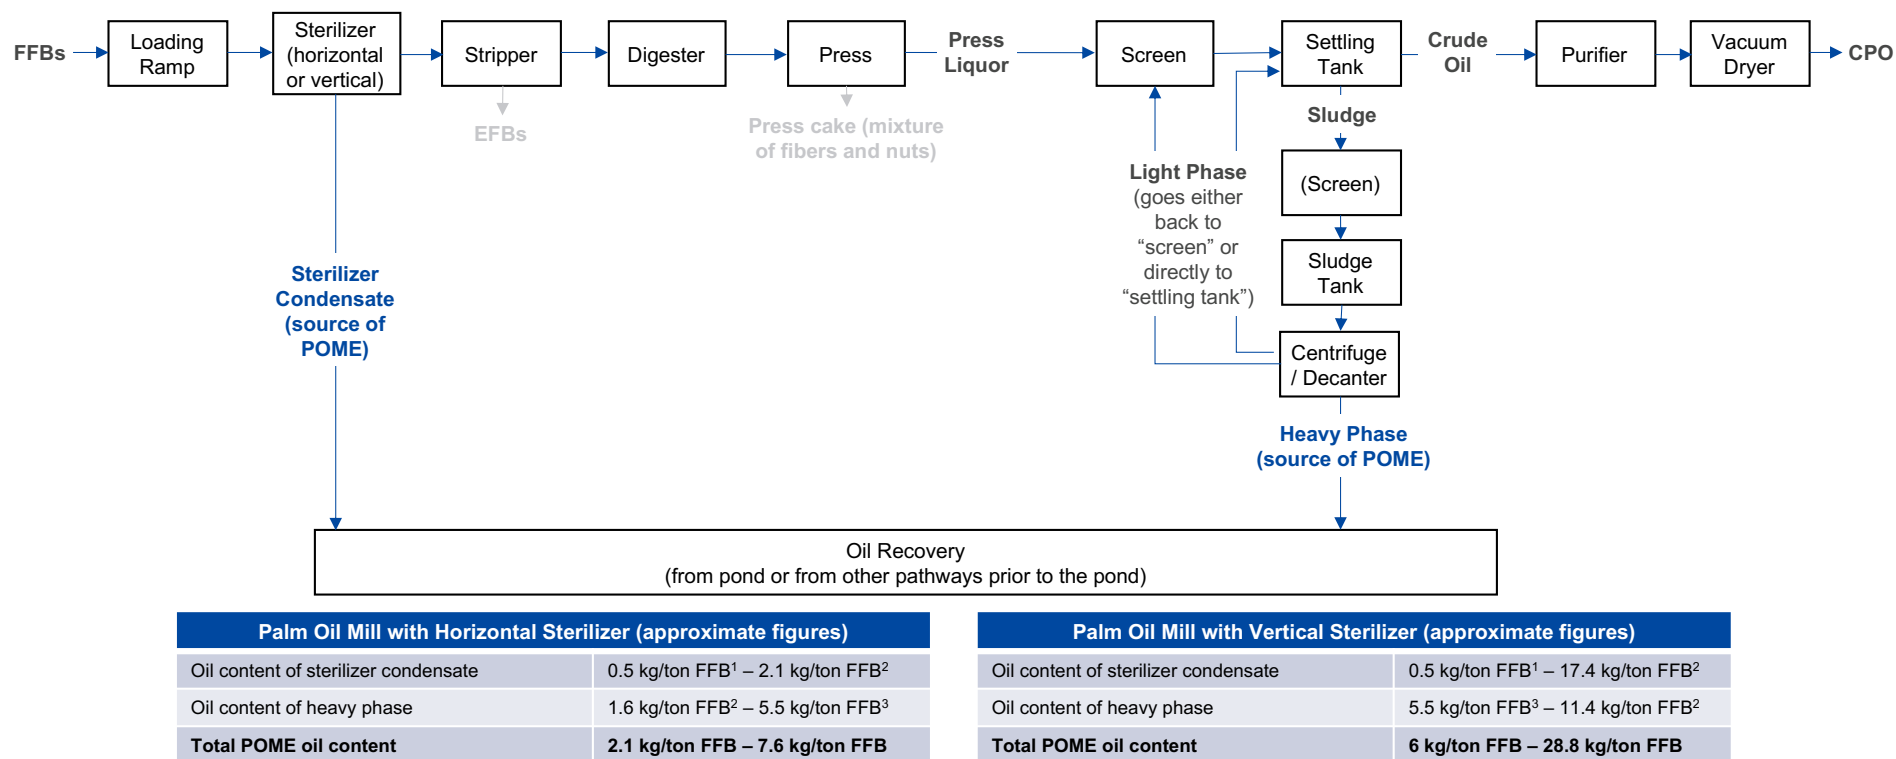 FFBs
Loading
Ramp
Sterilizer
(horizontal
or vertical)
Stripper
Digester
Press
Press
Liquor
Screen
Settling
Tank
Crude
Oil
Purifier
Vacuum
Dryer
CPO
EFBs
Press cake (mixture
of fibers and nuts)
Sludge
Light Phase
(goes either
back to
“screen” or
directly to
“settling tank”)
(Screen)
Sludge
Tank
Centrifuge
/ Decanter
Sterilizer
Condensate
(source of
POME)
Heavy Phase
(source of POME)
Oil Recovery
(from pond or from other pathways prior to the pond)
Palm Oil Mill with Horizontal Sterilizer (approximate figures)
Oil content of sterilizer condensate 0.5 kg/ton FFB¹ – 2.1 kg/ton FFB²
Oil content of heavy phase 1.6 kg/ton FFB² – 5.5 kg/ton FFB³
Total POME oil content 2.1 kg/ton FFB – 7.6 kg/ton FFB
Palm Oil Mill with Vertical Sterilizer (approximate figures)
Oil content of sterilizer condensate 0.5 kg/ton FFB¹ – 17.4 kg/ton FFB²
Oil content of heavy phase 5.5 kg/ton FFB³ – 11.4 kg/ton FFB²
Total POME oil content 6 kg/ton FFB – 28.8 kg/ton FFB